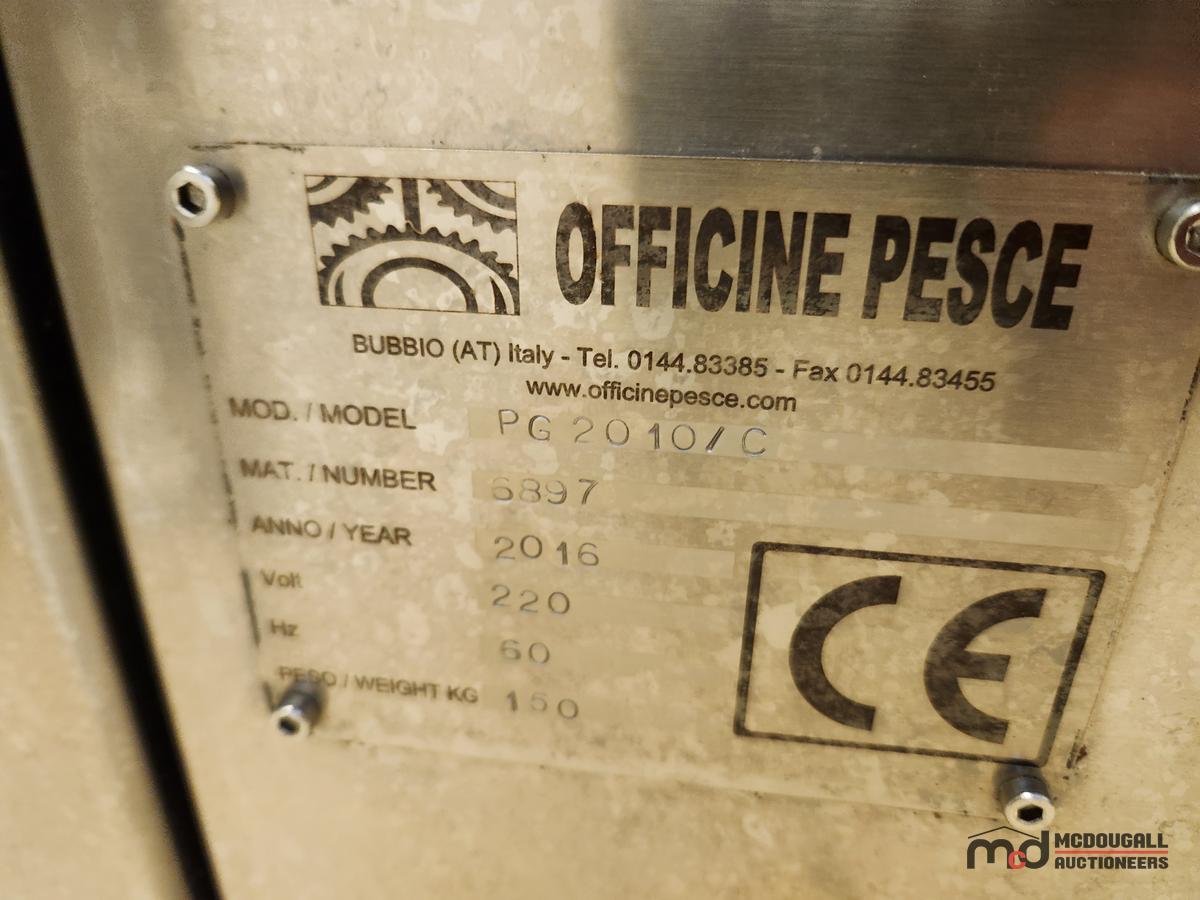 OFFICINE PESCE
BUBBIO (AT) Italy - Tel. 0144.83385 - Fax 0144.83455
www.officinepesce.com
MOD. / MODEL PG 2010/C
MAT. / NUMBER 6897
ANNO / YEAR 2016
Volt 220
Hz 60
PESO / WEIGHT KG 150
CE
mcd MCDOUGALL
AUCTIONEERS